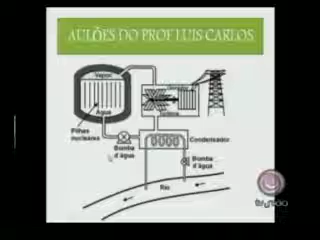 AULÕES DO PROF LUIS CARLOS
Vapor
Água
Pilhas
nucleares
Bomba
d'água
Condensador
Bomba
d'água
Rio